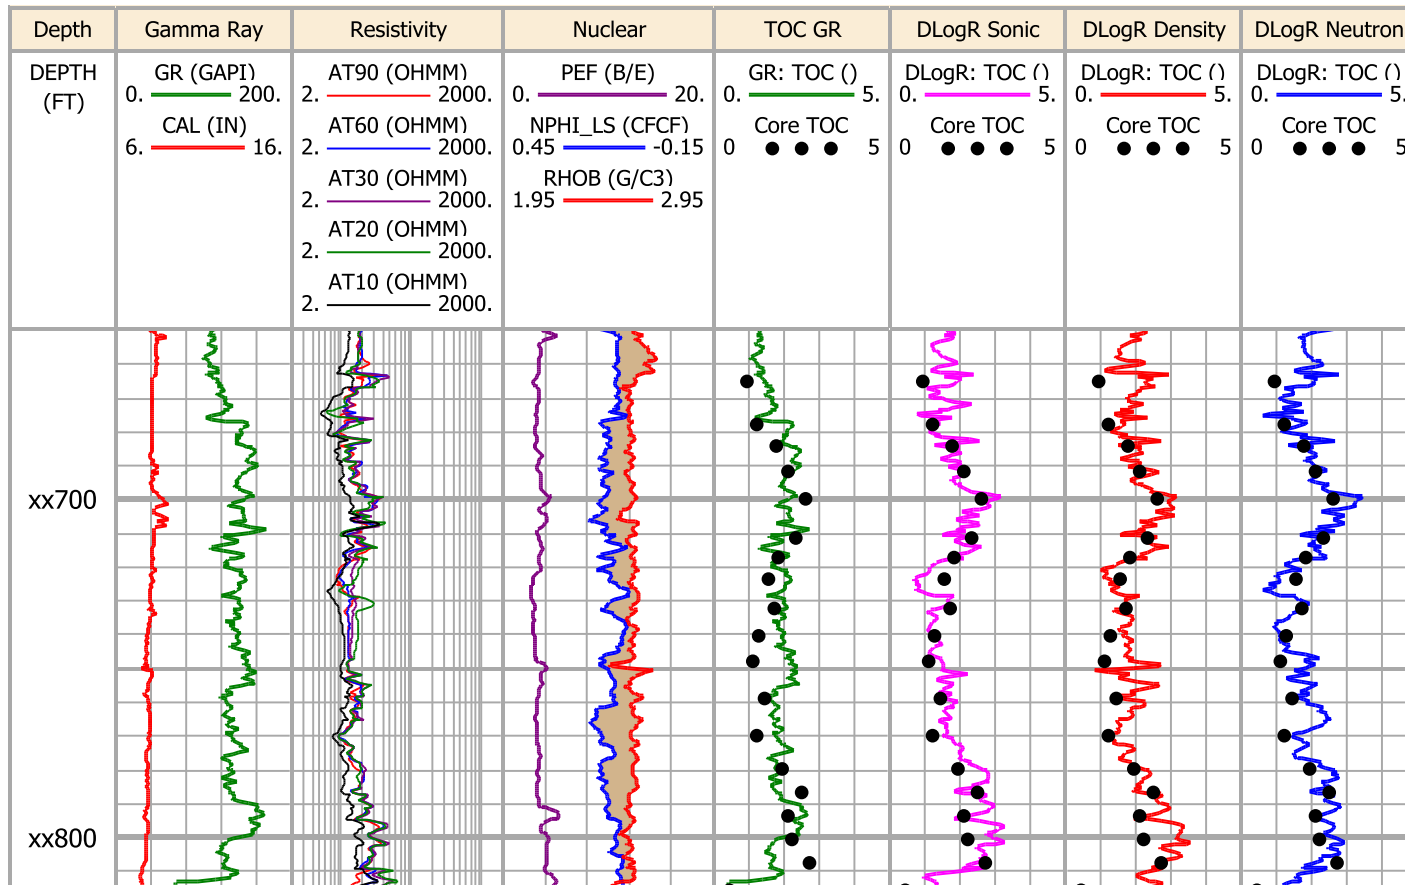 Depth Gamma Ray Resistivity Nuclear TOC GR DLogR Sonic DLogR Density DLogR Neutron
DEPTH GR (GAPI) AT90 (OHMM) PEF (B/E) GR: TOC () DLogR: TOC () DLogR: TOC () DLogR: TOC ()
(FT) 0. 200. 2. 2000. 0. 20. 0. 5. 0. 5. 0. 5. 0. 5.
CAL (IN) AT60 (OHMM) NPHI_LS (CFCF) Core TOC Core TOC Core TOC Core TOC
6. 16. 2. 2000. 0.45 -0.15 0 5 0 5 0 5 0 5
AT30 (OHMM) RHOB (G/C3)
2. 2000. 1.95 2.95
AT20 (OHMM)
2. 2000.
AT10 (OHMM)
2. 2000.
xx700
xx800